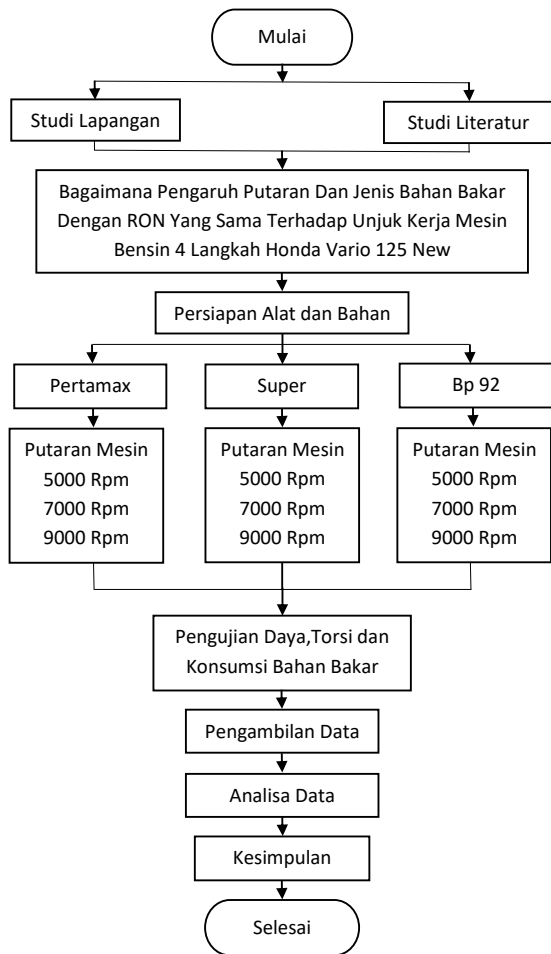 Mulai
Studi Lapangan
Studi Literatur
Bagaimana Pengaruh Putaran Dan Jenis Bahan Bakar
Dengan RON Yang Sama Terhadap Unjuk Kerja Mesin
Bensin 4 Langkah Honda Vario 125 New
Persiapan Alat dan Bahan
Pertamax
Super
Bp 92
Putaran Mesin
5000 Rpm
7000 Rpm
9000 Rpm
Putaran Mesin
5000 Rpm
7000 Rpm
9000 Rpm
Putaran Mesin
5000 Rpm
7000 Rpm
9000 Rpm
Pengujian Daya,Torsi dan
Konsumsi Bahan Bakar
Pengambilan Data
Analisa Data
Kesimpulan
Selesai